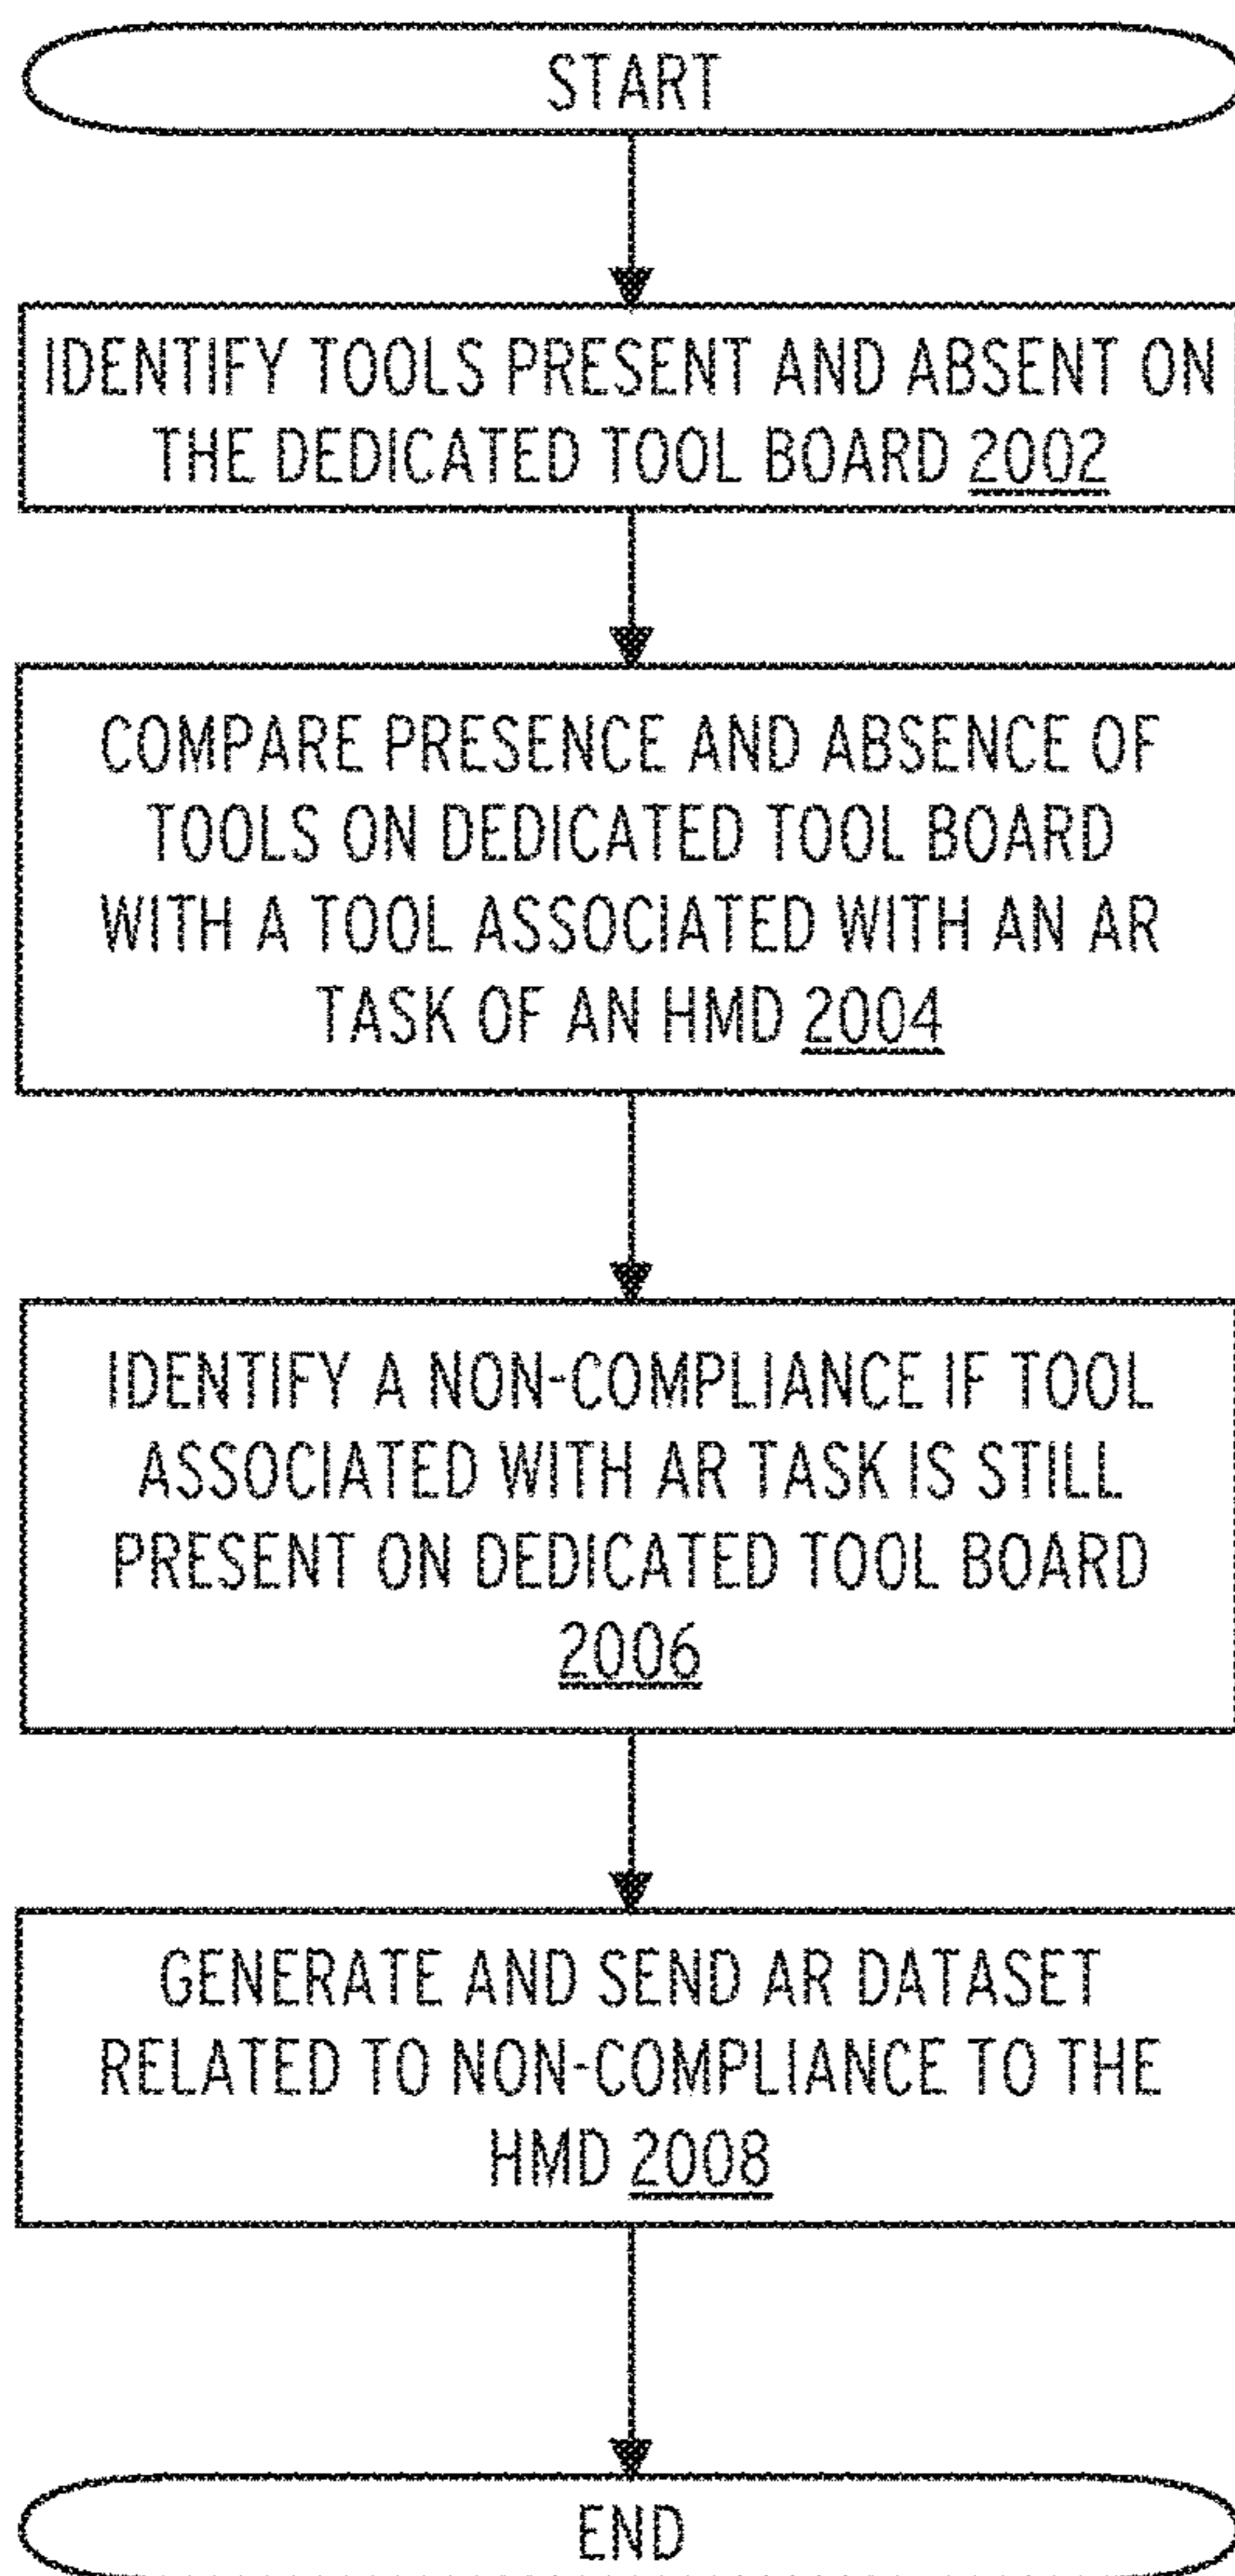 START
IDENTIFY TOOLS PRESENT AND ABSENT ON
THE DEDICATED TOOL BOARD 2002
COMPARE PRESENCE AND ABSENCE OF
TOOLS ON DEDICATED TOOL BOARD
WITH A TOOL ASSOCIATED WITH AN AR
TASK OF AN HMD 2004
IDENTIFY A NON-COMPLIANCE IF TOOL
ASSOCIATED WITH AR TASK IS STILL
PRESENT ON DEDICATED TOOL BOARD
2006
GENERATE AND SEND AR DATASET
RELATED TO NON-COMPLIANCE TO THE
HMD 2008
END